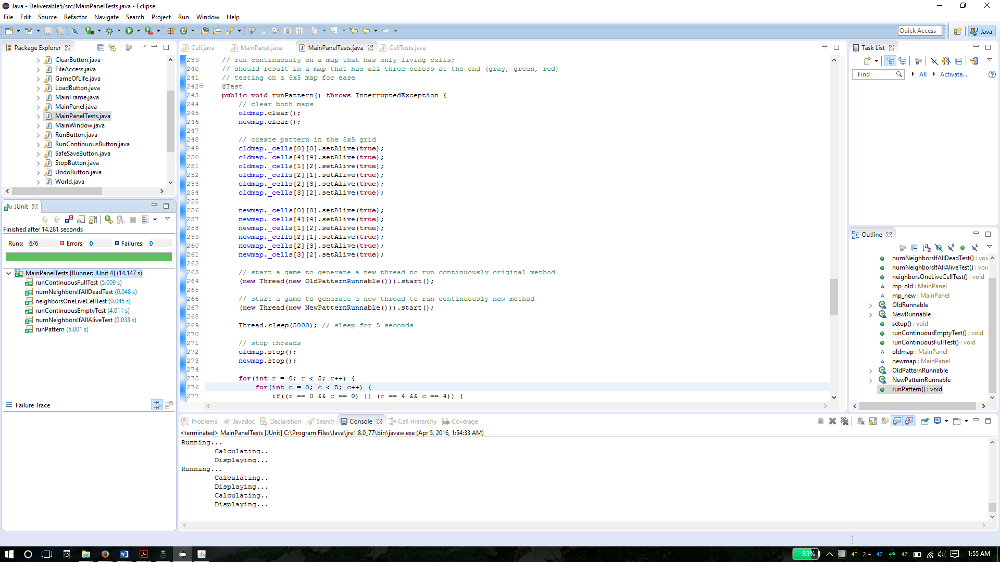 Java - Deliverable5/src/MainPanelTests.java - Eclipse
File Edit Source Refactor Navigate Search Project Run Window Help
Quick Access
Java
Package Explorer
ClearButton.java
FileAccess.java
GameOfLife.java
LoadButton.java
MainFrame.java
MainPanel.java
MainPanelTests.java
MainWindow.java
RunButton.java
RunContinuousButton.java
SafeSaveButton.java
StopButton.java
UndoButton.java
World.java
JUnit
Finished after 14.281 seconds
Runs: 6/6 Errors: 0 Failures: 0
MainPanelTests [Runner: JUnit 4] (14.147 s)
runContinuousFullTest (5.009 s)
numNeighborsIfAllDeadTest (0.048 s)
neighborsOneLiveCellTest (0.045 s)
runContinuousEmptyTest (4.011 s)
numNeighborsIfAllAliveTest (0.033 s)
runPattern (5.001 s)
Failure Trace
Cell.java MainPanel.java MainPanelTests.java CellTests.java
239 // run continuously on a map that has only living cells;
240 // should result in a map that has all three colors at the end (gray, green, red)
241 // testing on a 5x5 map for ease
242 @Test
243 public void runPattern() throws InterruptedException {
244 // clear both maps
245 oldmap.clear();
246 newmap.clear();
247
248 // create pattern in the 5x5 grid
249 oldmap._cells[0][0].setAlive(true);
250 oldmap._cells[4][4].setAlive(true);
251 oldmap._cells[1][2].setAlive(true);
252 oldmap._cells[2][1].setAlive(true);
253 oldmap._cells[2][3].setAlive(true);
254 oldmap._cells[3][2].setAlive(true);
255
256 newmap._cells[0][0].setAlive(true);
257 newmap._cells[4][4].setAlive(true);
258 newmap._cells[1][2].setAlive(true);
259 newmap._cells[2][1].setAlive(true);
260 newmap._cells[2][3].setAlive(true);
261 newmap._cells[3][2].setAlive(true);
262
263 // start a game to generate a new thread to run continuously original method
264 (new Thread(new OldPatternRunnable())).start();
265
266 // start a game to generate a new thread to run continuously new method
267 (new Thread(new NewPatternRunnable())).start();
268
269 Thread.sleep(5000); // sleep for 5 seconds
270
271 // stop threads
272 oldmap.stop();
273 newmap.stop();
274
275 for(int r = 0; r < 5; r++) {
276 for(int c = 0; c < 5; c++) {
277 if((r == 0 && c == 0) || (r == 4 && c == 4)) {
Problems Javadoc Declaration Search Console Call Hierarchy Coverage
<terminated> MainPanelTests [JUnit] C:\Program Files\Java\jre1.8.0_77\bin\javaw.exe (Apr 5, 2016, 1:54:33 AM)
Running...
Calculating..
Displaying...
Running...
Calculating..
Displaying...
Calculating..
Displaying...
Task List
Find All Activate...
Outline
numNeighborsIfAllDeadTest() : voi
numNeighborsIfAllAliveTest() : voi
neighborsOneLiveCellTest() : void
mp_old : MainPanel
mp_new : MainPanel
OldRunnable
NewRunnable
setup() : void
runContinuousEmptyTest() : void
runContinuousFullTest() : void
oldmap : MainPanel
newmap : MainPanel
OldPatternRunnable
NewPatternRunnable
runPattern() : void
83% 48 2.4 47 49 47 1:55 AM